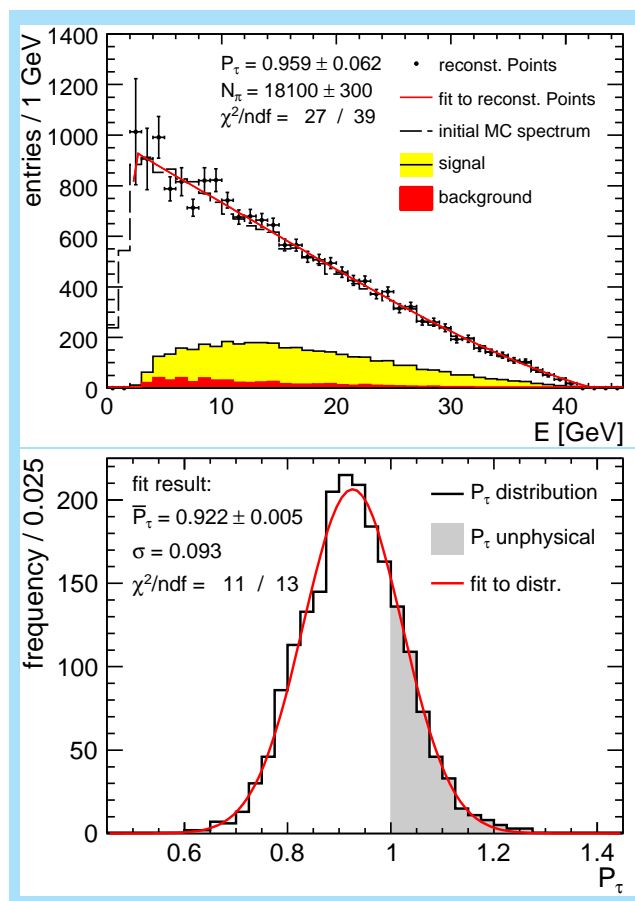 entries / 1 GeV
1400
1200
1000
800
600
400
200
0
P_τ = 0.959 ± 0.062
N_π = 18100 ± 300
χ²/ndf = 27 / 39
reconst. Points
fit to reconst. Points
initial MC spectrum
signal
background
0 10 20 30 40
E [GeV]
frequency / 0.025
200
150
100
50
0
fit result:
P̅_τ = 0.922 ± 0.005
σ = 0.093
χ²/ndf = 11 / 13
P_τ distribution
P_τ unphysical
fit to distr.
0.6 0.8 1 1.2 1.4
P_τ